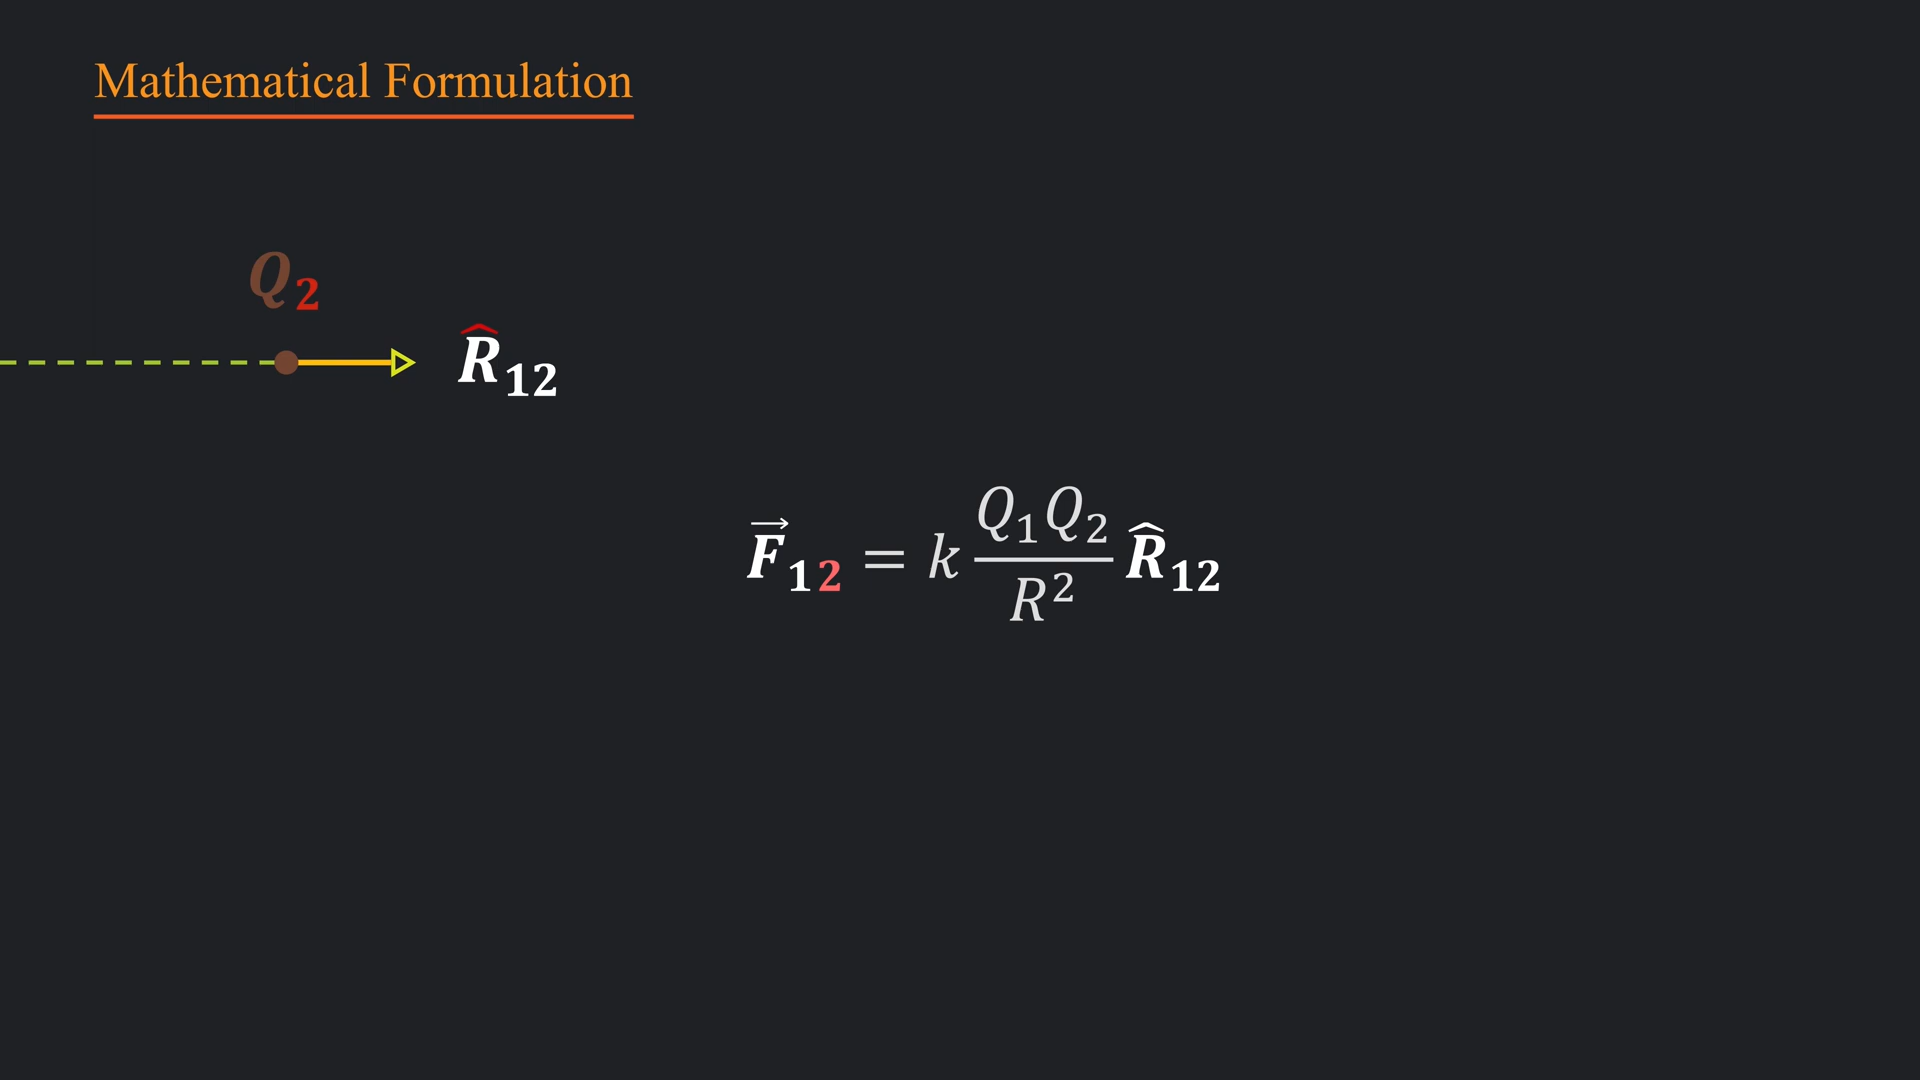 Mathematical Formulation
Q₂
R̂₁₂
F⃗₁₂ = k Q₁Q₂/R² R̂₁₂